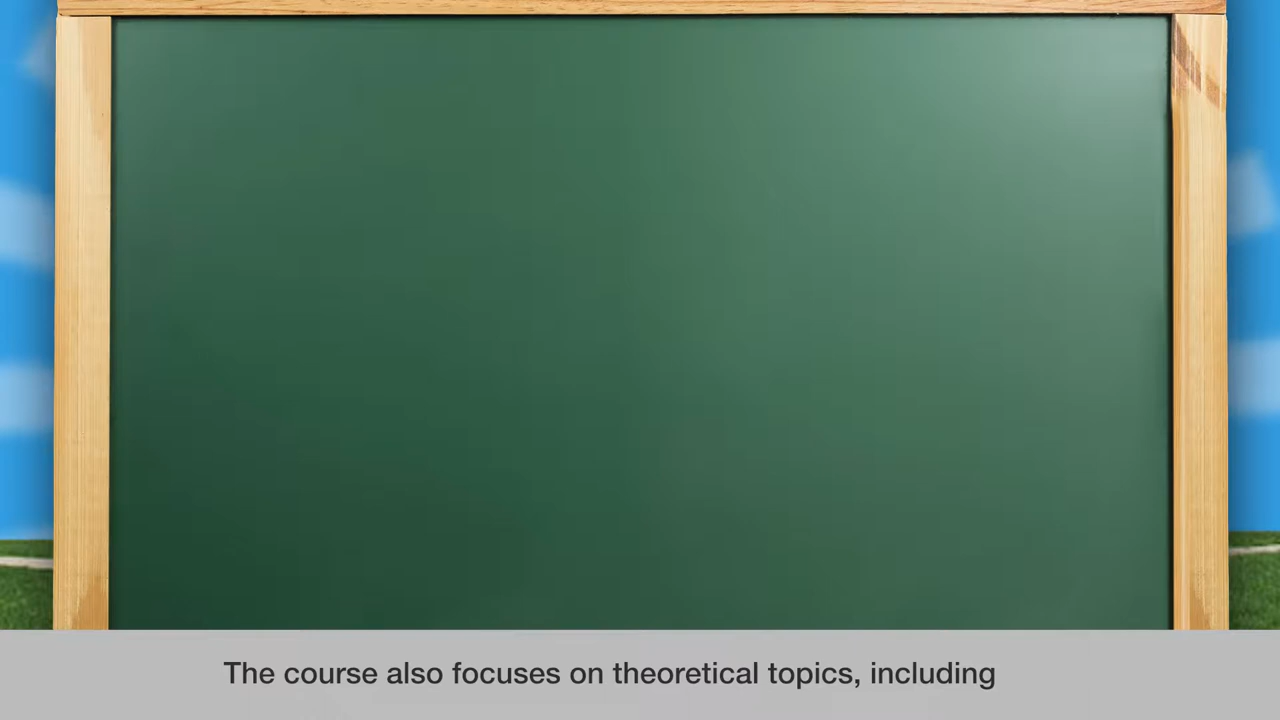 The course also focuses on theoretical topics, including